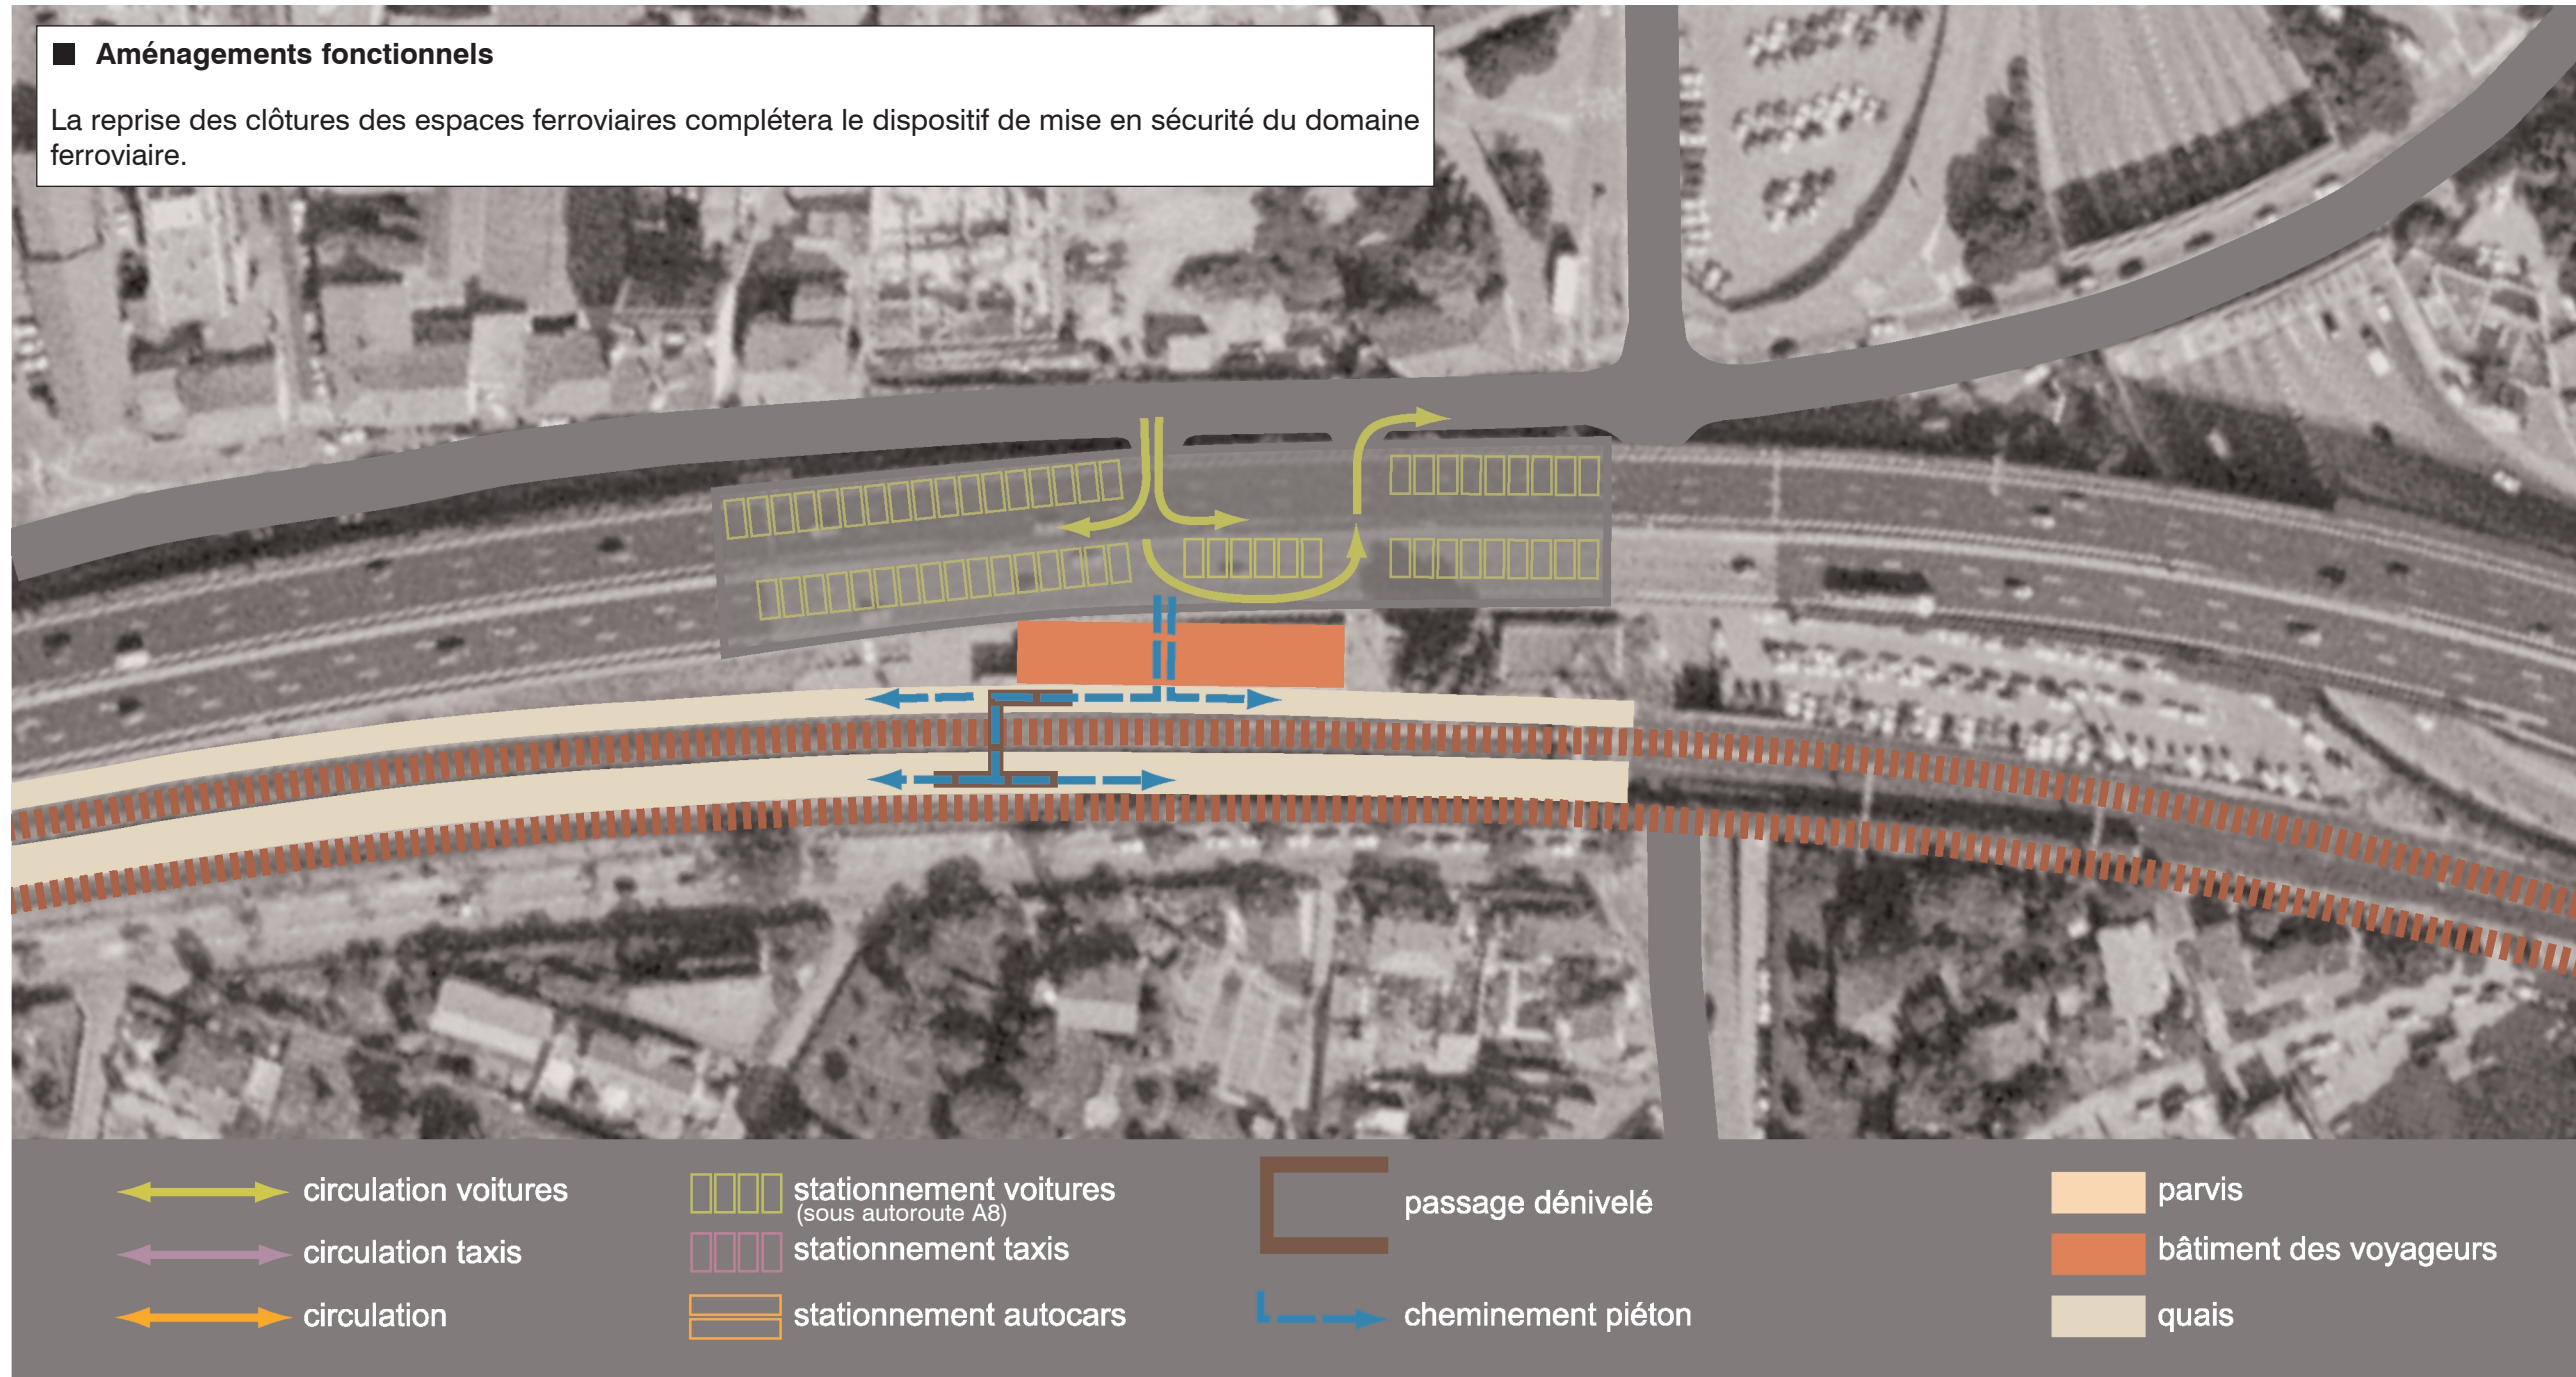 ■ Aménagements fonctionnels
La reprise des clôtures des espaces ferroviaires complétera le dispositif de mise en sécurité du domaine
ferroviaire.
circulation voitures
circulation taxis
circulation
stationnement voitures
(sous autoroute A8)
stationnement taxis
stationnement autocars
passage dénivelé
cheminement piéton
parvis
bâtiment des voyageurs
quais